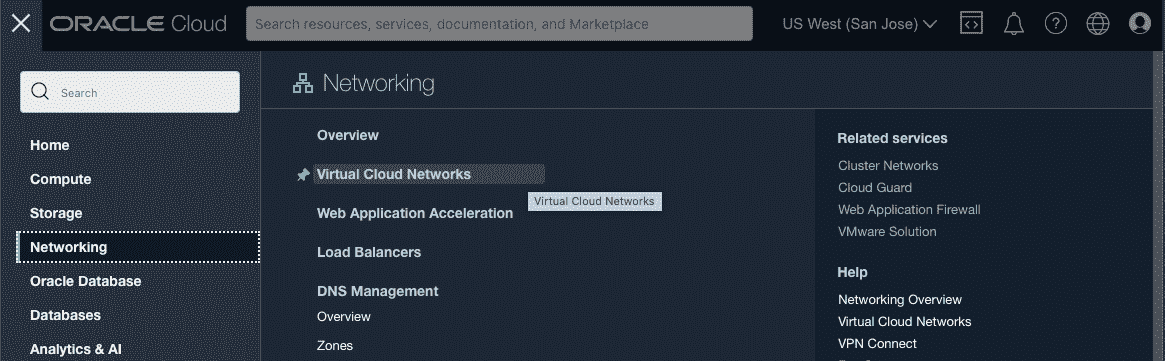 ORACLE Cloud
Search resources, services, documentation, and Marketplace
US West (San Jose)
Search
Home
Compute
Storage
Networking
Oracle Database
Databases
Analytics & AI
Networking
Overview
Virtual Cloud Networks
Virtual Cloud Networks
Web Application Acceleration
Load Balancers
DNS Management
Overview
Zones
Related services
Cluster Networks
Cloud Guard
Web Application Firewall
VMware Solution
Help
Networking Overview
Virtual Cloud Networks
VPN Connect